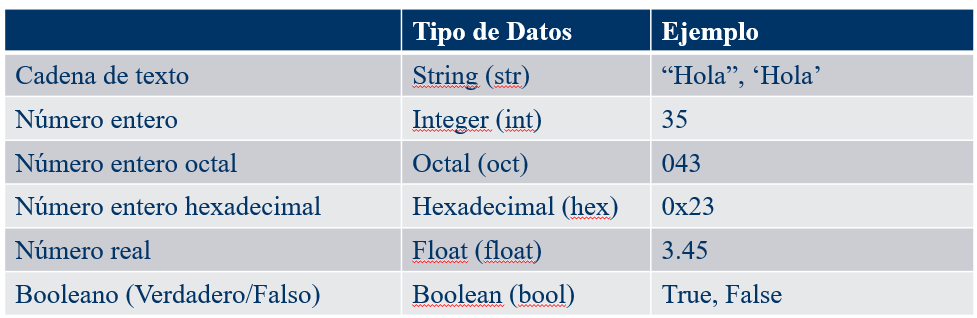 Tipo de Datos Ejemplo
Cadena de texto String (str) “Hola”, ‘Hola’
Número entero Integer (int) 35
Número entero octal Octal (oct) 043
Número entero hexadecimal Hexadecimal (hex) 0x23
Número real Float (float) 3.45
Booleano (Verdadero/Falso) Boolean (bool) True, False